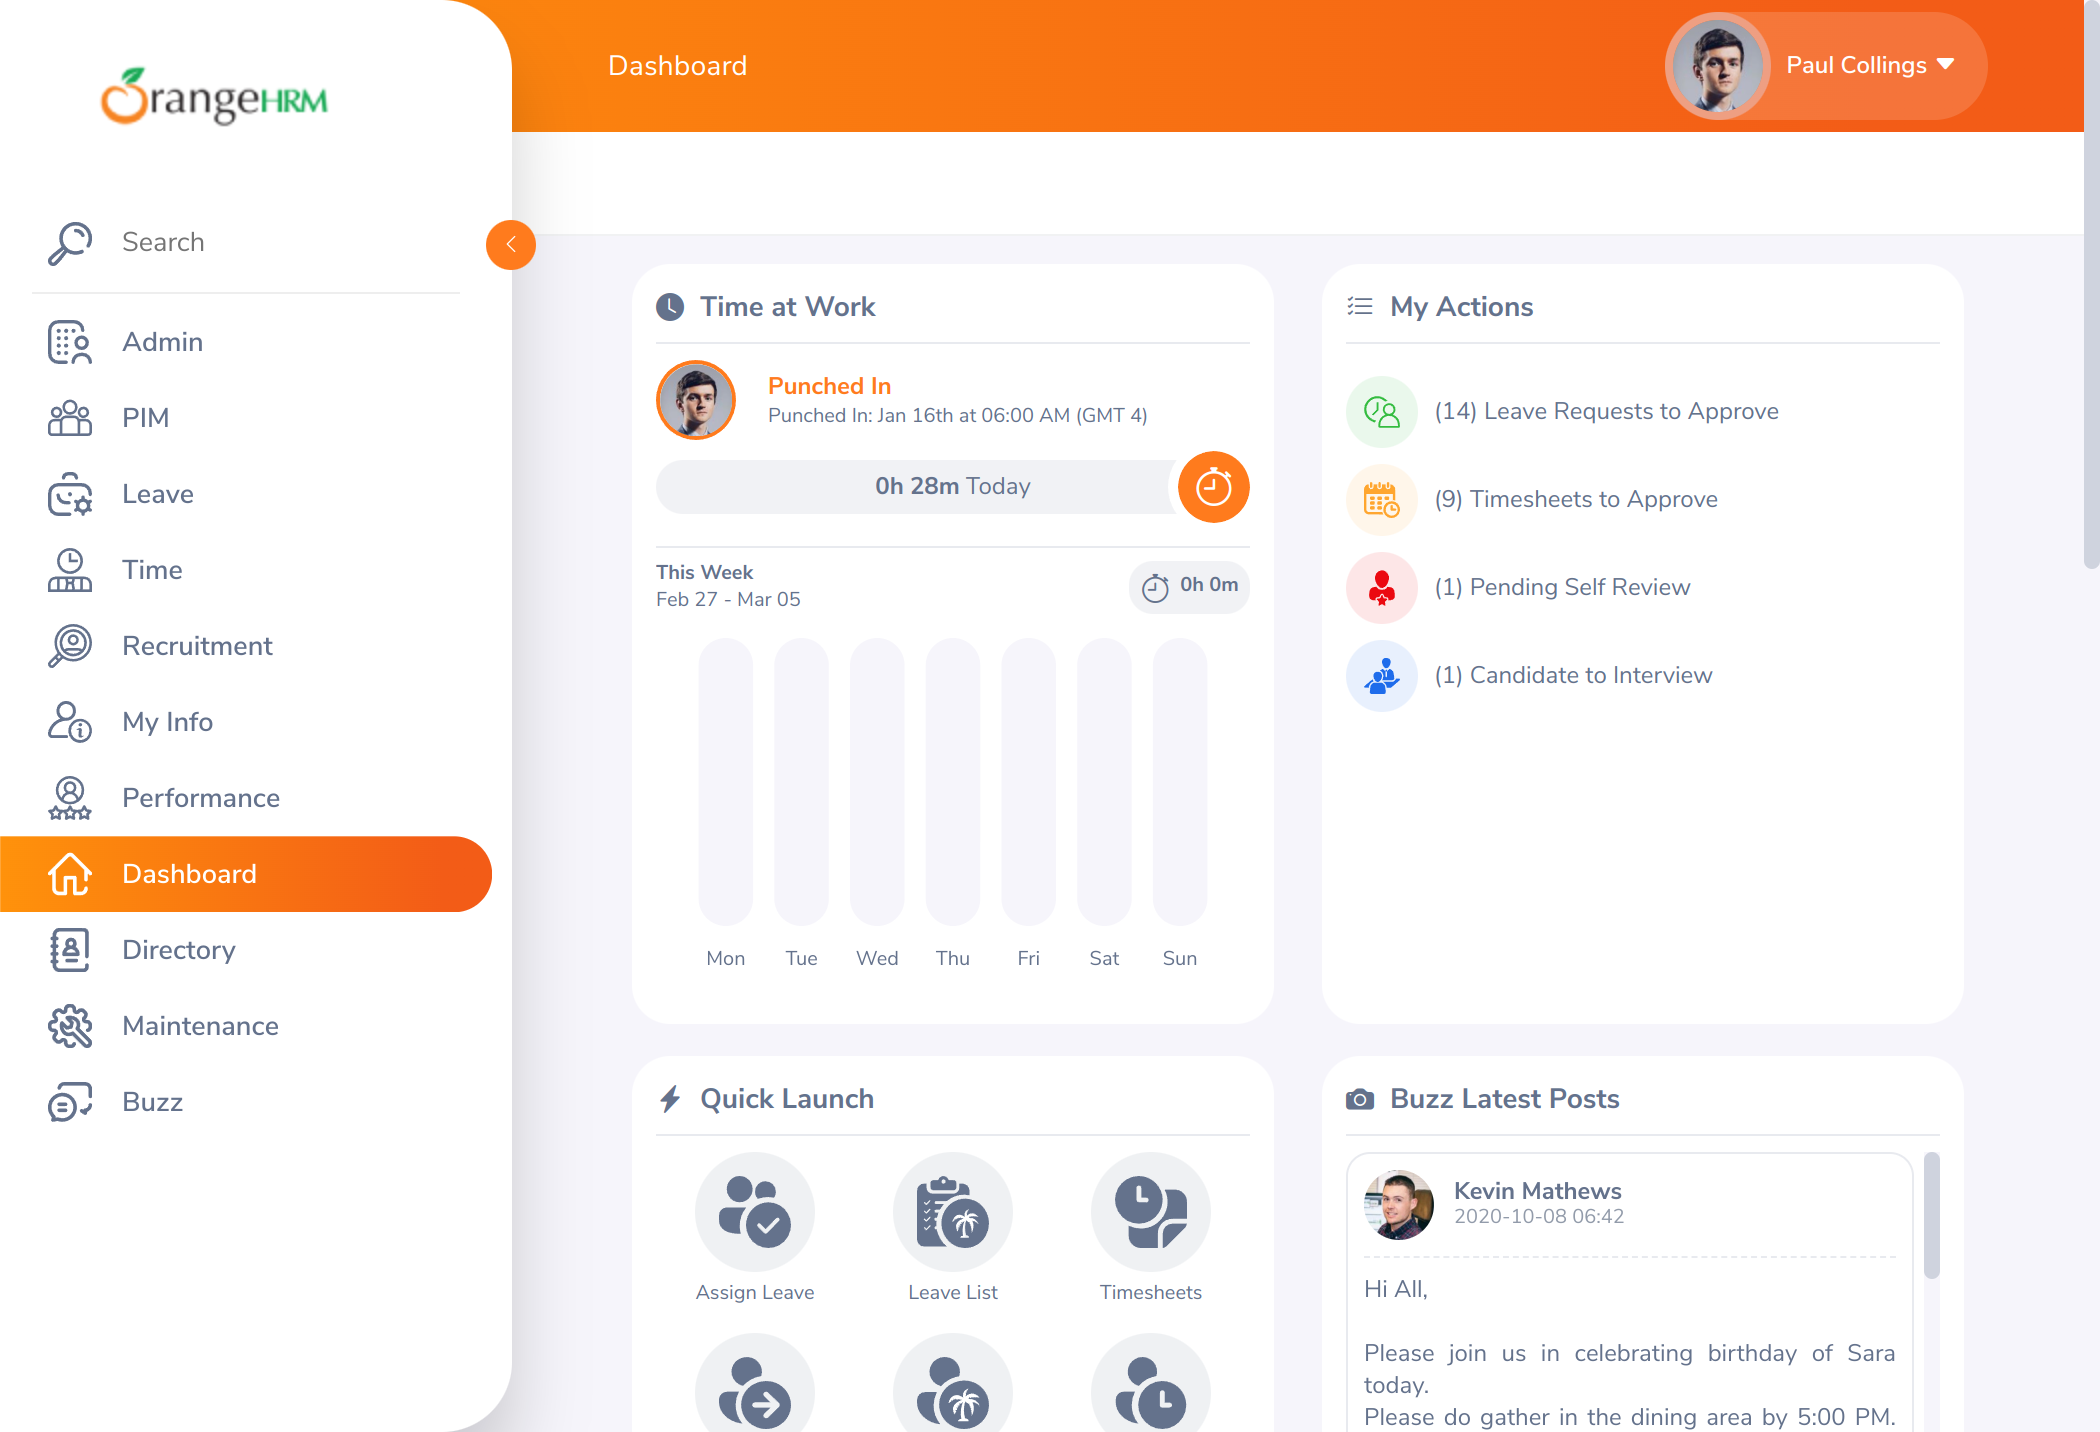 OrangeHRM
Dashboard
Paul Collings
Search
Admin
PIM
Leave
Time
Recruitment
My Info
Performance
Dashboard
Directory
Maintenance
Buzz
Time at Work
Punched In
Punched In: Jan 16th at 06:00 AM (GMT 4)
0h 28m Today
This Week
Feb 27 - Mar 05
0h 0m
Mon Tue Wed Thu Fri Sat Sun
My Actions
(14) Leave Requests to Approve
(9) Timesheets to Approve
(1) Pending Self Review
(1) Candidate to Interview
Quick Launch
Assign Leave
Leave List
Timesheets
Buzz Latest Posts
Kevin Mathews
2020-10-08 06:42
Hi All,
Please join us in celebrating birthday of Sara
today.
Please do gather in the dining area by 5:00 PM.